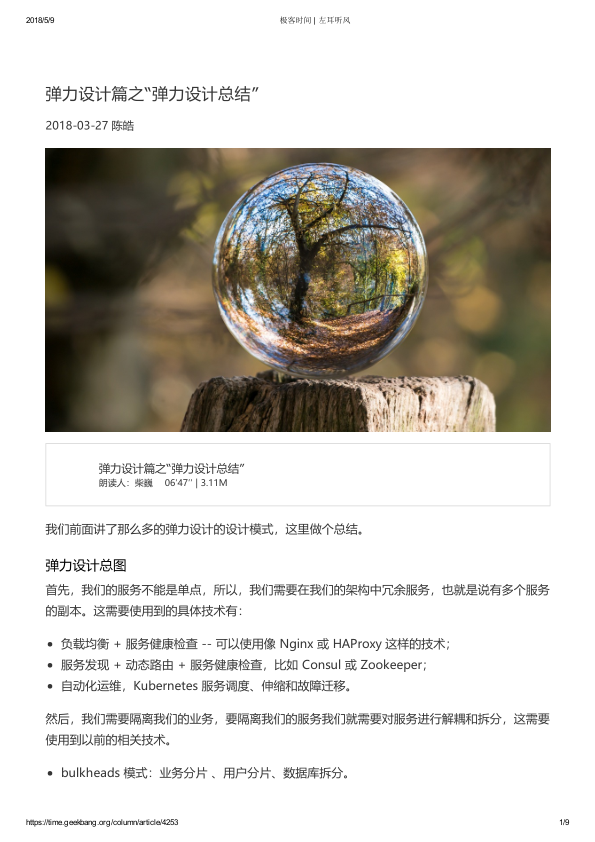 2018/5/9
极客时间 | 左耳听风
弹力设计篇之“弹力设计总结”
2018-03-27 陈皓
弹力设计篇之“弹力设计总结”
朗读人：柴巍 06′47′′ | 3.11M
我们前面讲了那么多的弹力设计的设计模式，这里做个总结。
弹力设计总图
首先，我们的服务不能是单点，所以，我们需要在我们的架构中冗余服务，也就是说有多个服务
的副本。这需要使用到的具体技术有：
• 负载均衡 + 服务健康检查 -- 可以使用像 Nginx 或 HAProxy 这样的技术；
• 服务发现 + 动态路由 + 服务健康检查，比如 Consul 或 Zookeeper；
• 自动化运维，Kubernetes 服务调度、伸缩和故障迁移。
然后，我们需要隔离我们的业务，要隔离我们的服务我们就需要对服务进行解耦和拆分，这需要
使用到以前的相关技术。
• bulkheads 模式：业务分片 、用户分片、数据库拆分。
https://time.geekbang.org/column/article/4253
1/9